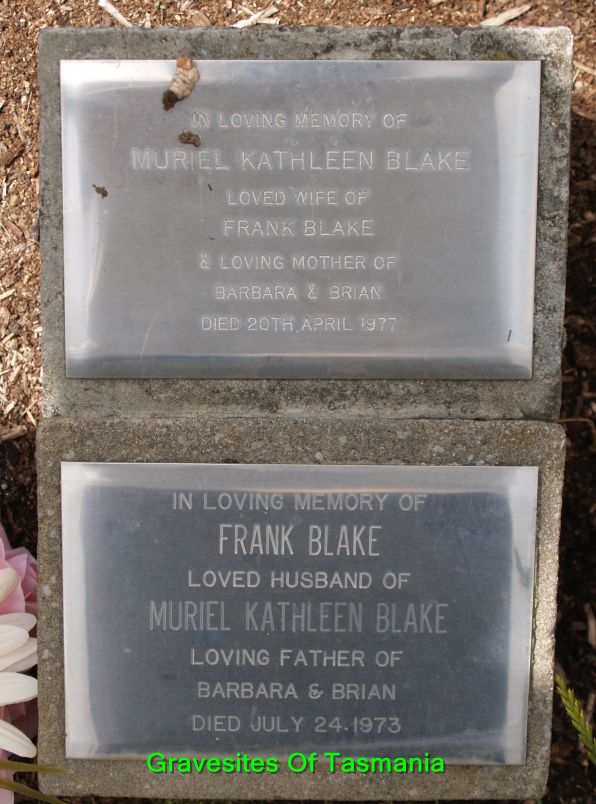 IN LOVING MEMORY OF
MURIEL KATHLEEN BLAKE
LOVED WIFE OF
FRANK BLAKE
& LOVING MOTHER OF
BARBARA & BRIAN
DIED 20TH APRIL 1977
IN LOVING MEMORY OF
FRANK BLAKE
LOVED HUSBAND OF
MURIEL KATHLEEN BLAKE
LOVING FATHER OF
BARBARA & BRIAN
DIED JULY 24.1973
Gravesites Of Tasmania